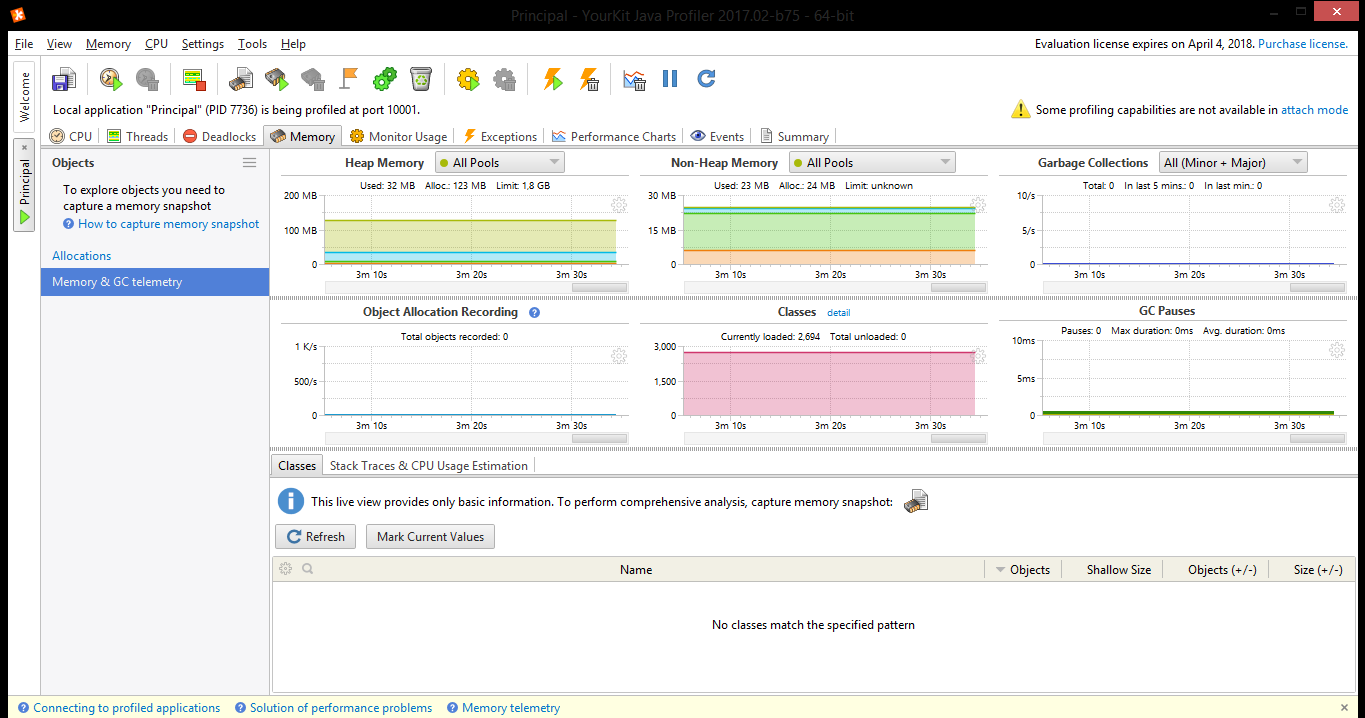 Principal - YourKit Java Profiler 2017.02-b75 - 64-bit
File View Memory CPU Settings Tools Help
Evaluation license expires on April 4, 2018. Purchase license.
Welcome
Principal
Local application "Principal" (PID 7736) is being profiled at port 10001.
Some profiling capabilities are not available in attach mode
CPU Threads Deadlocks Memory Monitor Usage Exceptions Performance Charts Events Summary
Objects
To explore objects you need to
capture a memory snapshot
How to capture memory snapshot
Allocations
Memory & GC telemetry
Heap Memory All Pools
Used: 32 MB Alloc.: 123 MB Limit: 1,8 GB
200 MB
100 MB
0
3m 10s 3m 20s 3m 30s
Non-Heap Memory All Pools
Used: 23 MB Alloc.: 24 MB Limit: unknown
30 MB
15 MB
0
3m 10s 3m 20s 3m 30s
Garbage Collections All (Minor + Major)
Total: 0 In last 5 mins.: 0 In last min.: 0
10/s
5/s
0
3m 10s 3m 20s 3m 30s
Object Allocation Recording
Total objects recorded: 0
1 K/s
500/s
0
3m 10s 3m 20s 3m 30s
Classes detail
Currently loaded: 2,694 Total unloaded: 0
3,000
1,500
0
3m 10s 3m 20s 3m 30s
GC Pauses
Pauses: 0 Max duration: 0ms Avg. duration: 0ms
10ms
5ms
0
3m 10s 3m 20s 3m 30s
Classes Stack Traces & CPU Usage Estimation
This live view provides only basic information. To perform comprehensive analysis, capture memory snapshot:
Refresh Mark Current Values
Name Objects Shallow Size Objects (+/-) Size (+/-)
No classes match the specified pattern
Connecting to profiled applications Solution of performance problems Memory telemetry